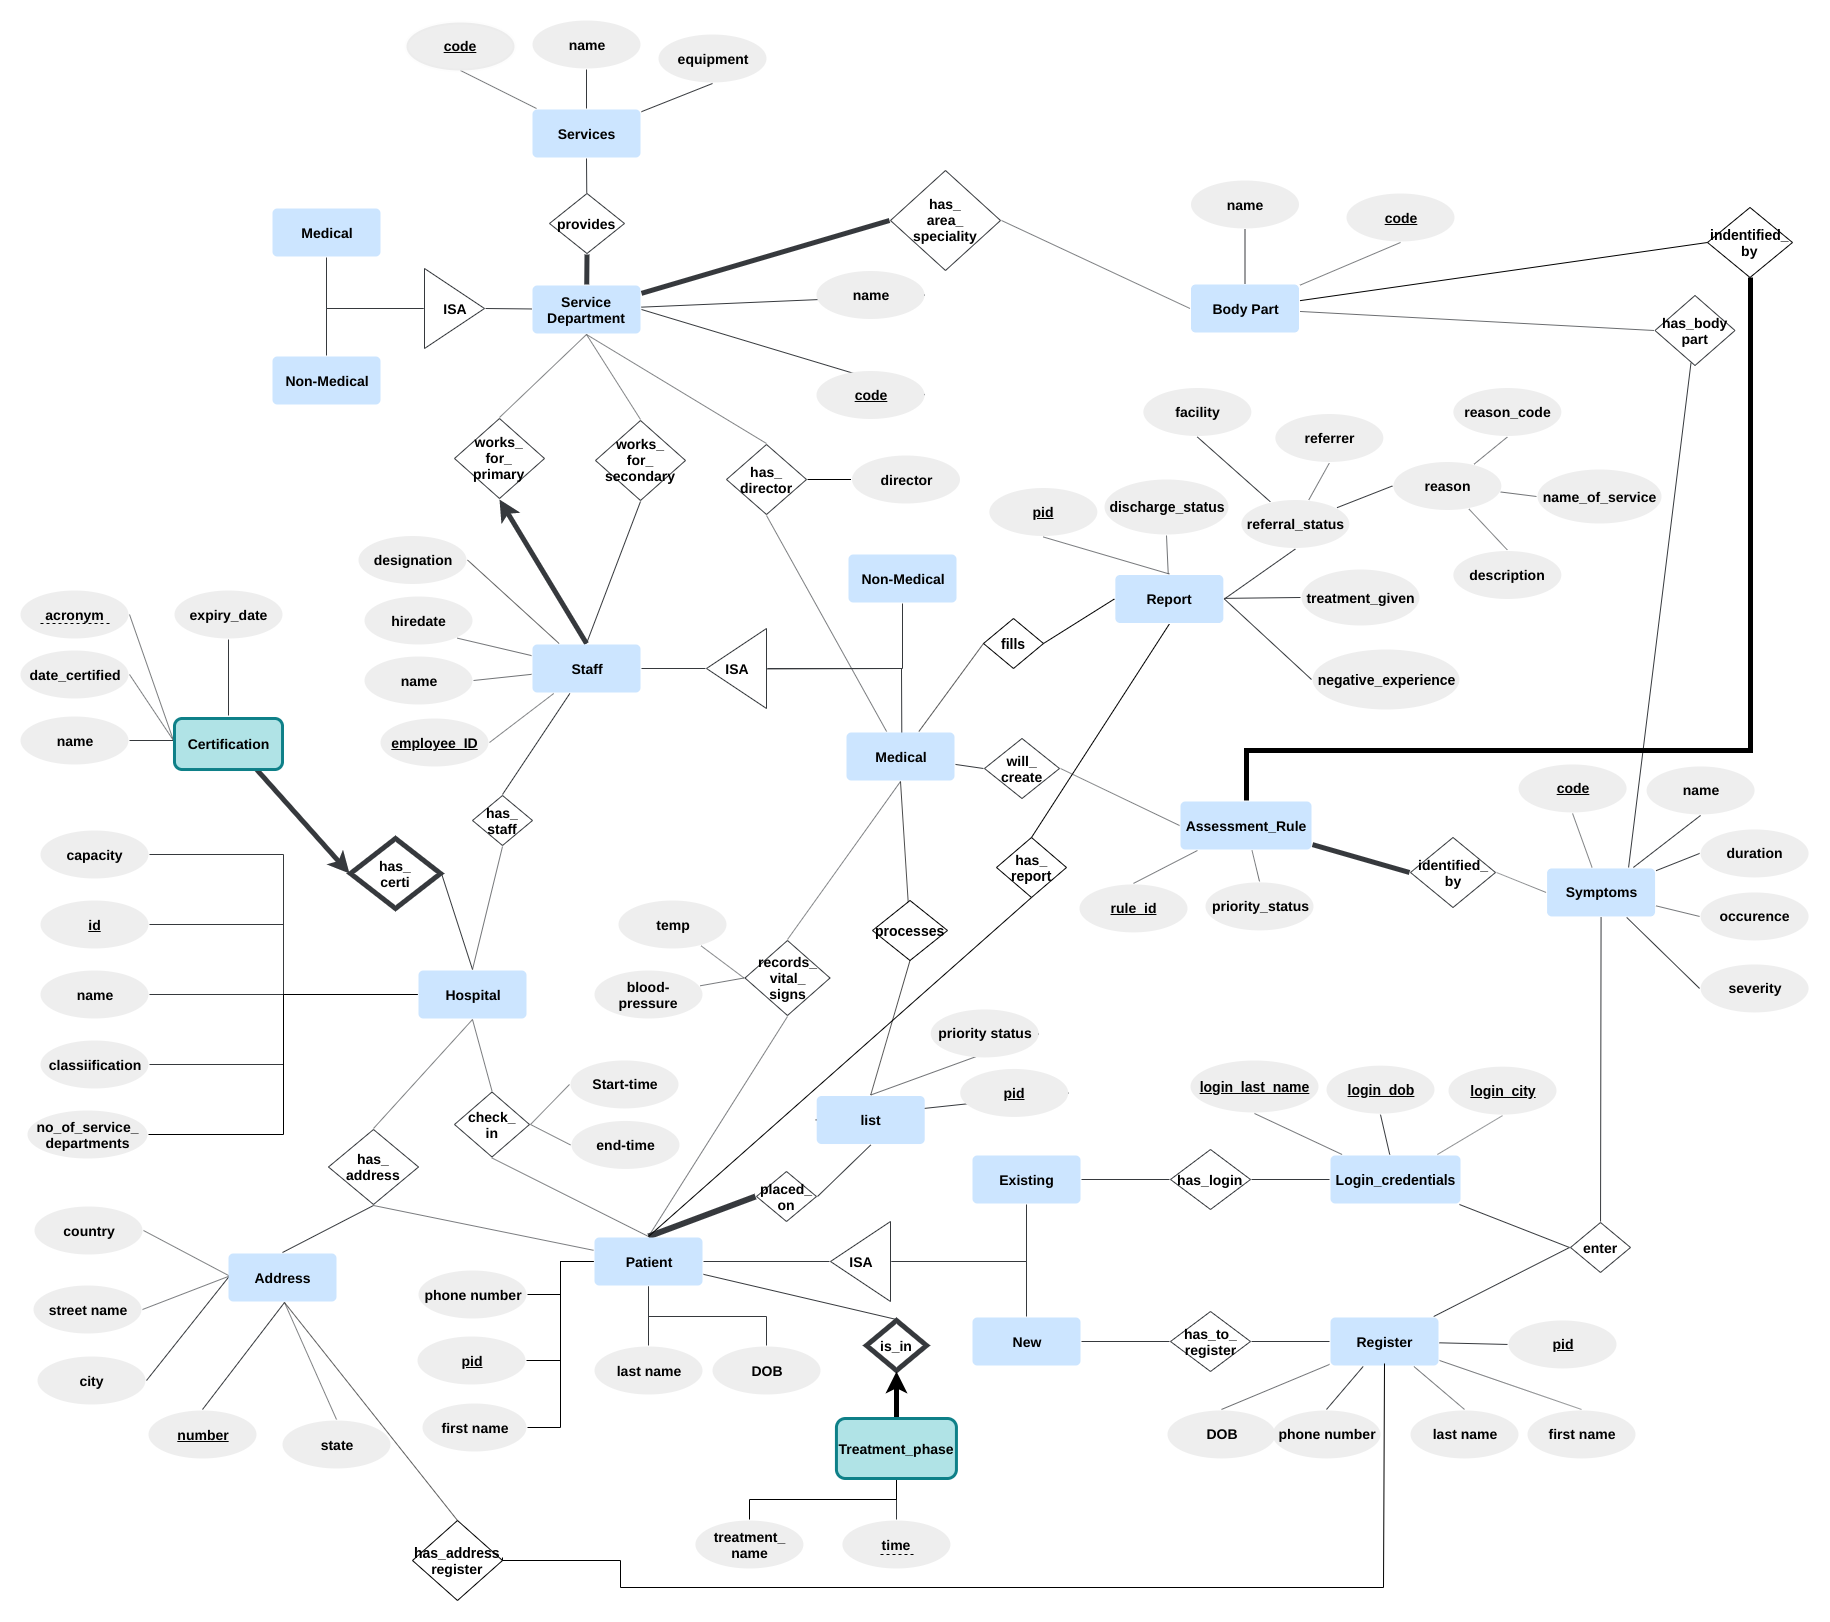 code
name
equipment
Services
provides
has_
area_
speciality
name
code
indentified_
by
Medical
ISA
Service
Department
name
Body Part
has_body
part
Non-Medical
code
facility
reason_code
referrer
works_
for_
primary
works_
for_
secondary
has_
director
director
reason
name_of_service
pid
discharge_status
referral_status
designation
Non-Medical
description
acronym
expiry_date
hiredate
Report
treatment_given
fills
date_certified
name
Staff
ISA
negative_experience
name
Certification
employee_ID
Medical
will_
create
code
name
has_
staff
Assessment_Rule
duration
capacity
has_
certi
has_
report
identified_
by
Symptoms
rule_id
priority_status
occurence
id
temp
processes
name
Hospital
blood-
pressure
records_
vital_
signs
severity
priority status
classiification
Start-time
login_last_name
login_dob
login_city
pid
no_of_service_
departments
check_
in
end-time
list
has_
address
placed_
on
Existing
has_login
Login_credentials
country
enter
Address
Patient
ISA
street name
phone number
is_in
New
has_to_
register
Register
pid
city
pid
last name
DOB
number
state
first name
Treatment_phase
DOB
phone number
last name
first name
treatment_
name
time
has_address_
register